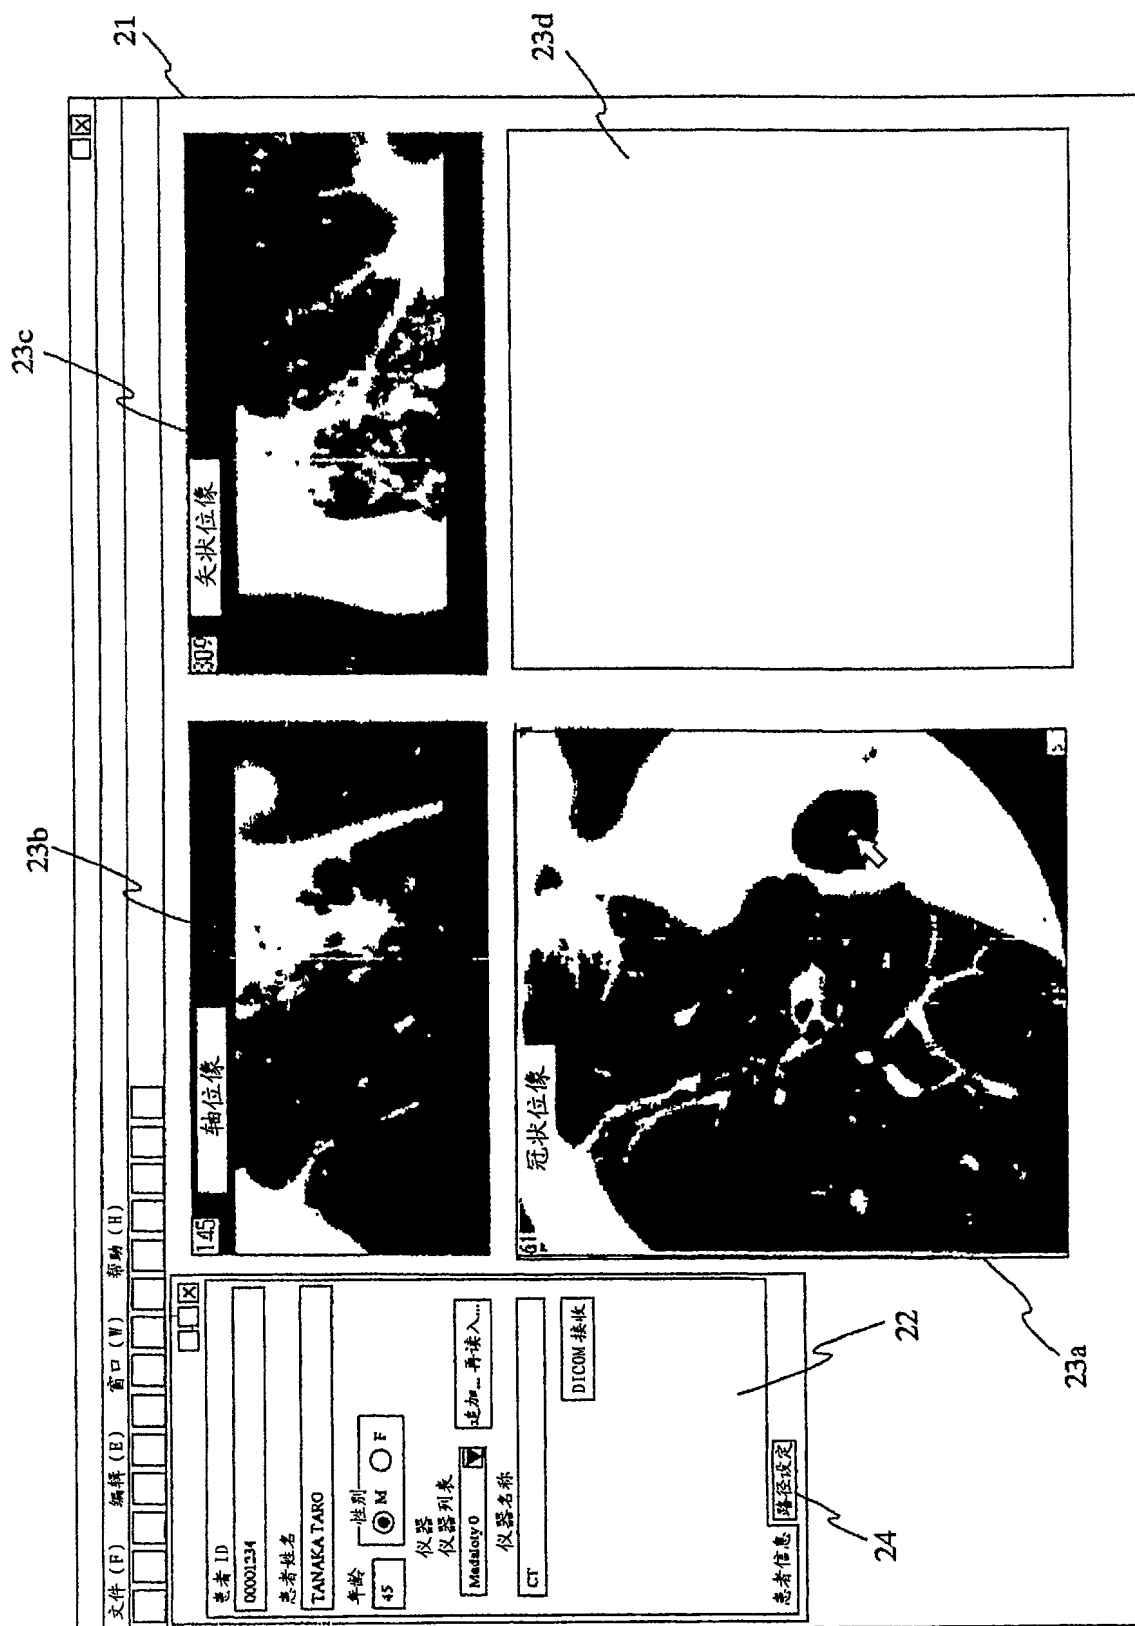 文件 (F) 编辑 (E) 窗口 (W) 帮助 (H)
患者 ID
00001234
患者姓名
TANAKA TARO
年龄
45
性别
M F
仪器
仪器列表
Madaloty 0
追加... 再读入...
仪器名称
CT
DICOM 接收
患者信息 路径设定
145
轴位像
309
矢状位像
61
冠状位像
21
22
23a
23b
23c
23d
24